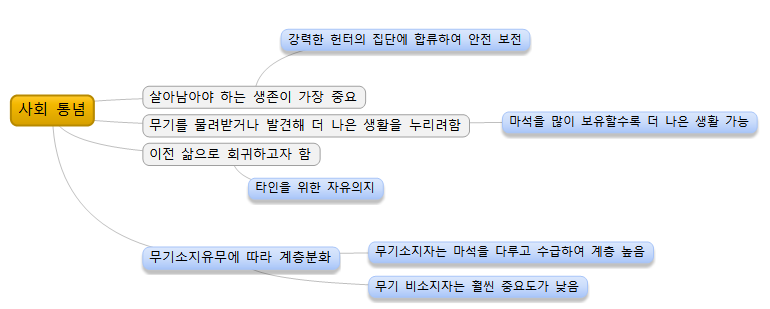 강력한 헌터의 집단에 합류하여 안전 보전
사회 통념
살아남아야 하는 생존이 가장 중요
무기를 물려받거나 발견해 더 나은 생활을 누리려함
마석을 많이 보유할수록 더 나은 생활 가능
이전 삶으로 회귀하고자 함
타인을 위한 자유의지
무기소지유무에 따라 계층분화
무기소지자는 마석을 다루고 수급하여 계층 높음
무기 비소지자는 훨씬 중요도가 낮음